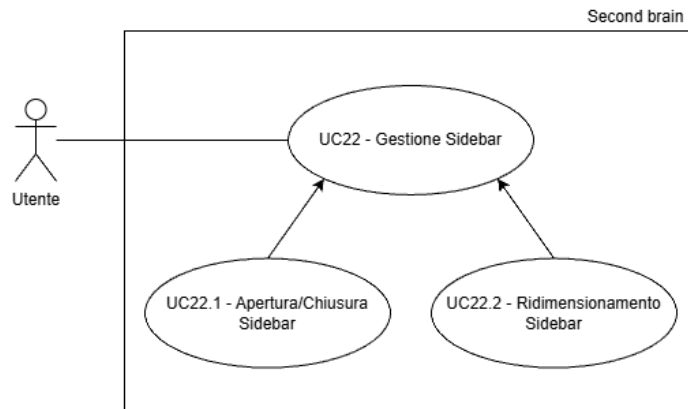 Second brain
UC22 - Gestione Sidebar
Utente
UC22.1 - Apertura/Chiusura
Sidebar
UC22.2 - Ridimensionamento
Sidebar